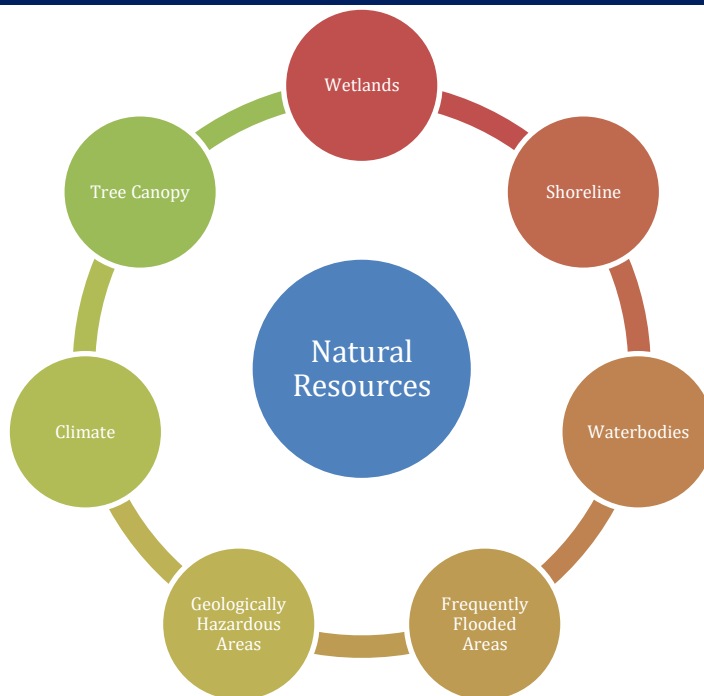 Wetlands
Shoreline
Waterbodies
Frequently
Flooded
Areas
Geologically
Hazardous
Areas
Climate
Tree Canopy
Natural
Resources